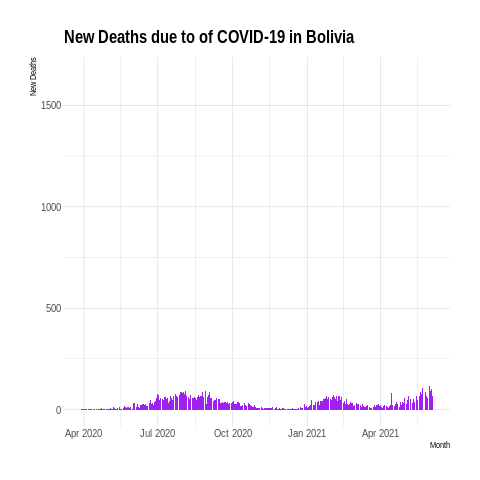 New Deaths due to of COVID-19 in Bolivia
New Deaths
1500
1000
500
0
Apr 2020 Jul 2020 Oct 2020 Jan 2021 Apr 2021
Month